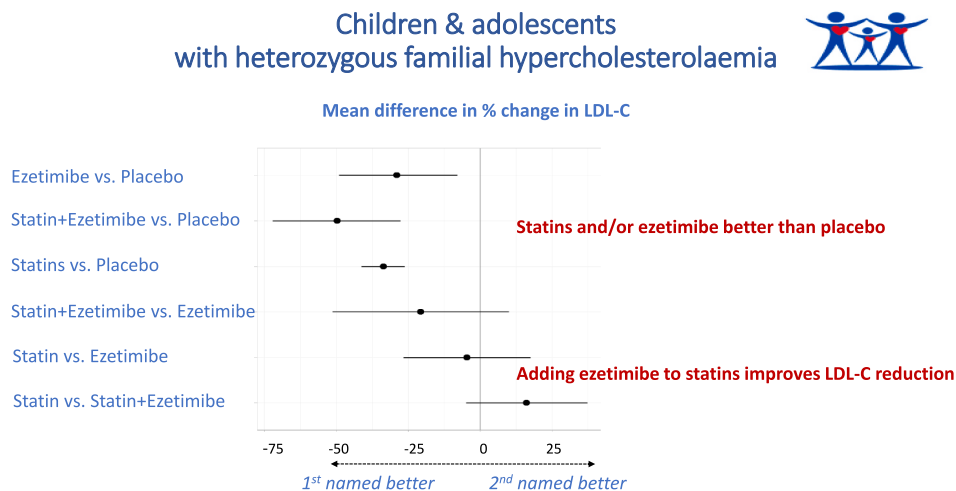 Children & adolescents
with heterozygous familial hypercholesterolaemia
Mean difference in % change in LDL-C
Ezetimibe vs. Placebo
Statin+Ezetimibe vs. Placebo
Statins and/or ezetimibe better than placebo
Statins vs. Placebo
Statin+Ezetimibe vs. Ezetimibe
Statin vs. Ezetimibe
Adding ezetimibe to statins improves LDL-C reduction
Statin vs. Statin+Ezetimibe
-75 -50 -25 0 25
1st named better 2nd named better